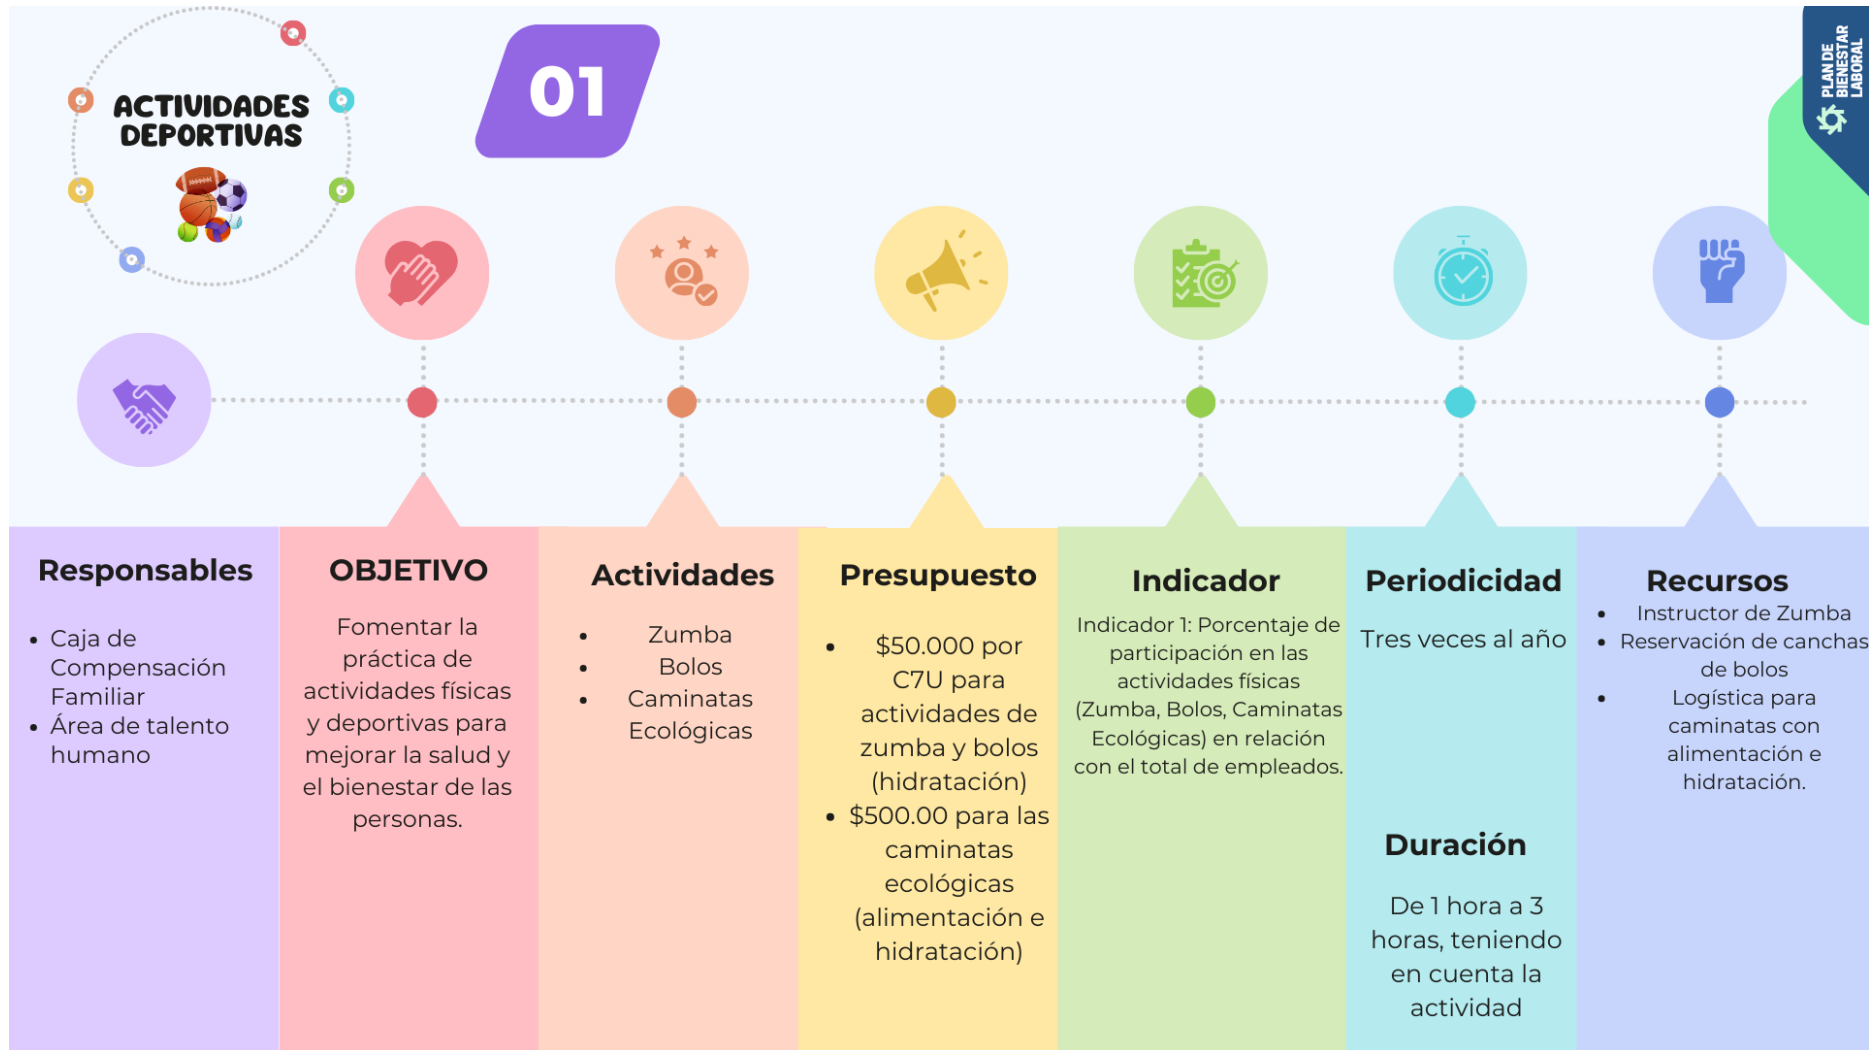 ACTIVIDADES
DEPORTIVAS
01
PLAN DE
BIENESTAR
LABORAL
Responsables
• Caja de
Compensación
Familiar
• Área de talento
humano
OBJETIVO
Fomentar la
práctica de
actividades físicas
y deportivas para
mejorar la salud y
el bienestar de las
personas.
Actividades
• Zumba
• Bolos
• Caminatas
Ecológicas
Presupuesto
• $50.000 por
C7U para
actividades de
zumba y bolos
(hidratación)
• $500.00 para las
caminatas
ecológicas
(alimentación e
hidratación)
Indicador
Indicador 1: Porcentaje de
participación en las
actividades físicas
(Zumba, Bolos, Caminatas
Ecológicas) en relación
con el total de empleados.
Periodicidad
Tres veces al año
Duración
De 1 hora a 3
horas, teniendo
en cuenta la
actividad
Recursos
• Instructor de Zumba
• Reservación de canchas
de bolos
• Logística para
caminatas con
alimentación e
hidratación.